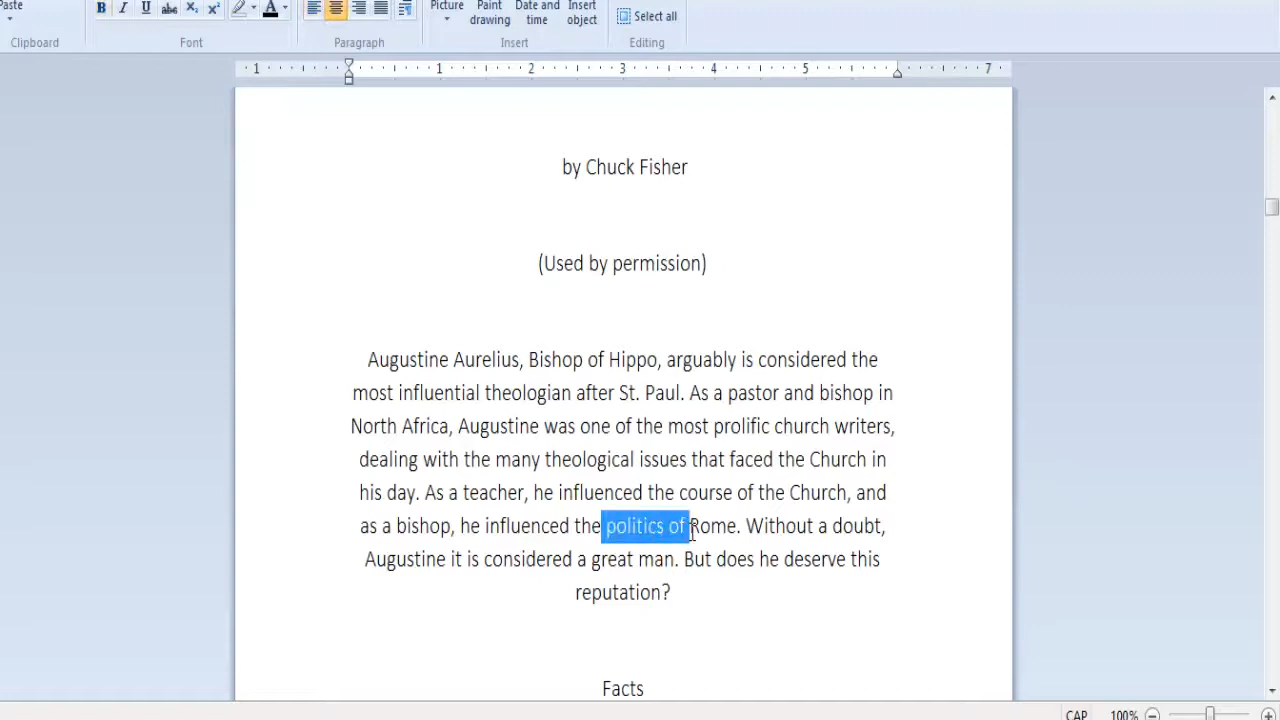 Paste
B I U abc X₂ X² A
Picture Paint drawing Date and time Insert object
Select all
Clipboard Font Paragraph Insert Editing
1 1 2 3 4 5 7
by Chuck Fisher
(Used by permission)
Augustine Aurelius, Bishop of Hippo, arguably is considered the
most influential theologian after St. Paul. As a pastor and bishop in
North Africa, Augustine was one of the most prolific church writers,
dealing with the many theological issues that faced the Church in
his day. As a teacher, he influenced the course of the Church, and
as a bishop, he influenced the politics of Rome. Without a doubt,
Augustine it is considered a great man. But does he deserve this
reputation?
Facts
CAP 100%